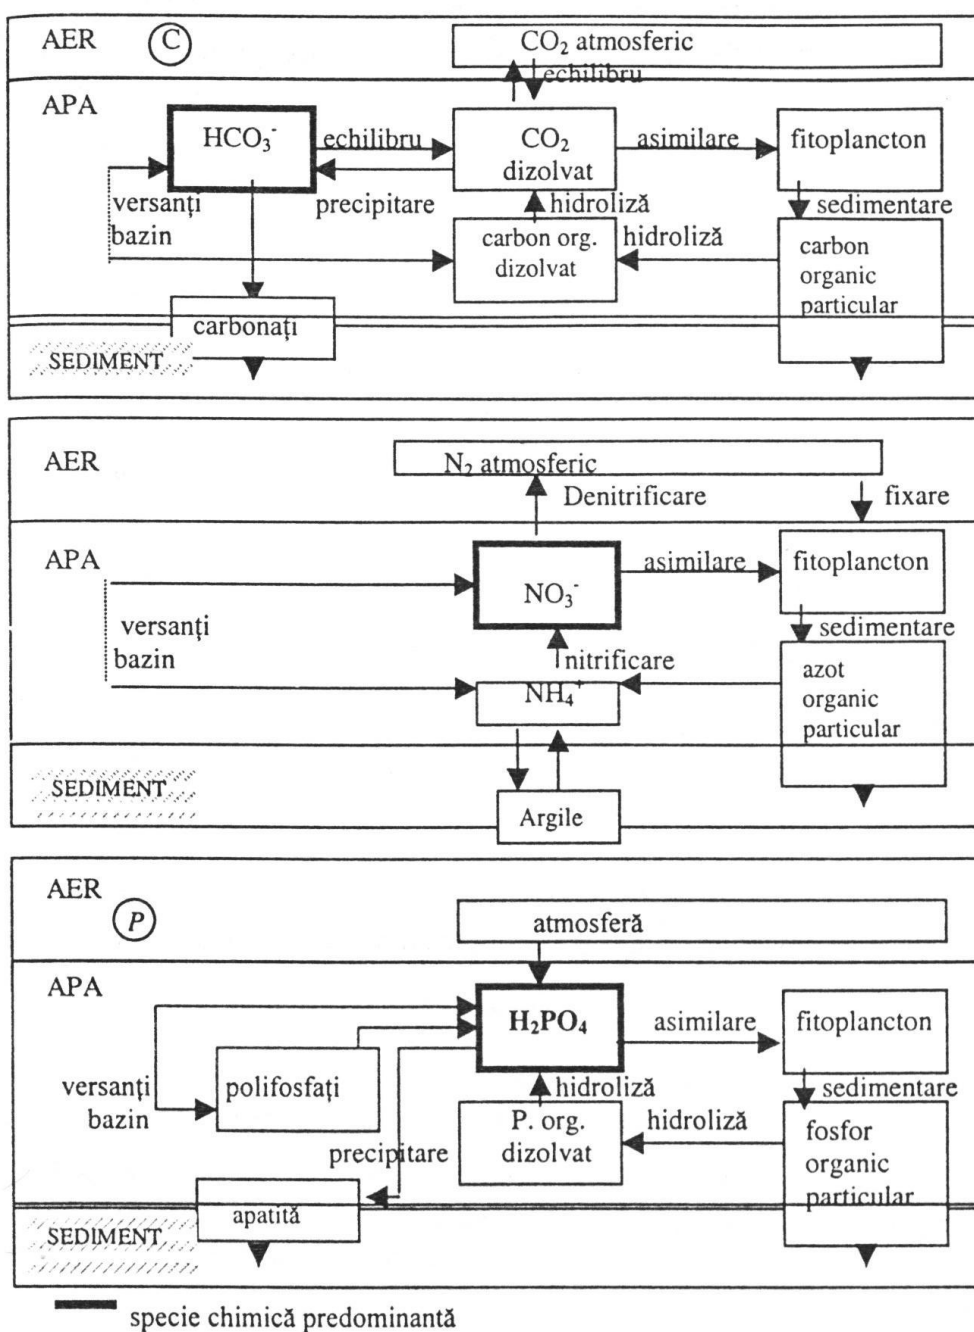 AER C CO₂ atmosferic
echilibru
APA
HCO₃⁻ echilibru CO₂ asimilare fitoplancton
dizolvat
versanți precipitare hidroliză sedimentare
bazin carbon org. hidroliză carbon
dizolvat organic
particular
carbonați
SEDIMENT
AER N₂ atmosferic
Denitrificare fixare
APA asimilare fitoplancton
NO₃⁻
versanți sedimentare
bazin nitrificare azot
NH₄⁺ organic
particular
SEDIMENT
Argile
AER
P atmosferă
APA
H₂PO₄ asimilare fitoplancton
versanți polifosfați hidroliză sedimentare
bazin P. org. hidroliză fosfor
precipitare dizolvat organic
particular
apatită
SEDIMENT
specie chimică predominantă